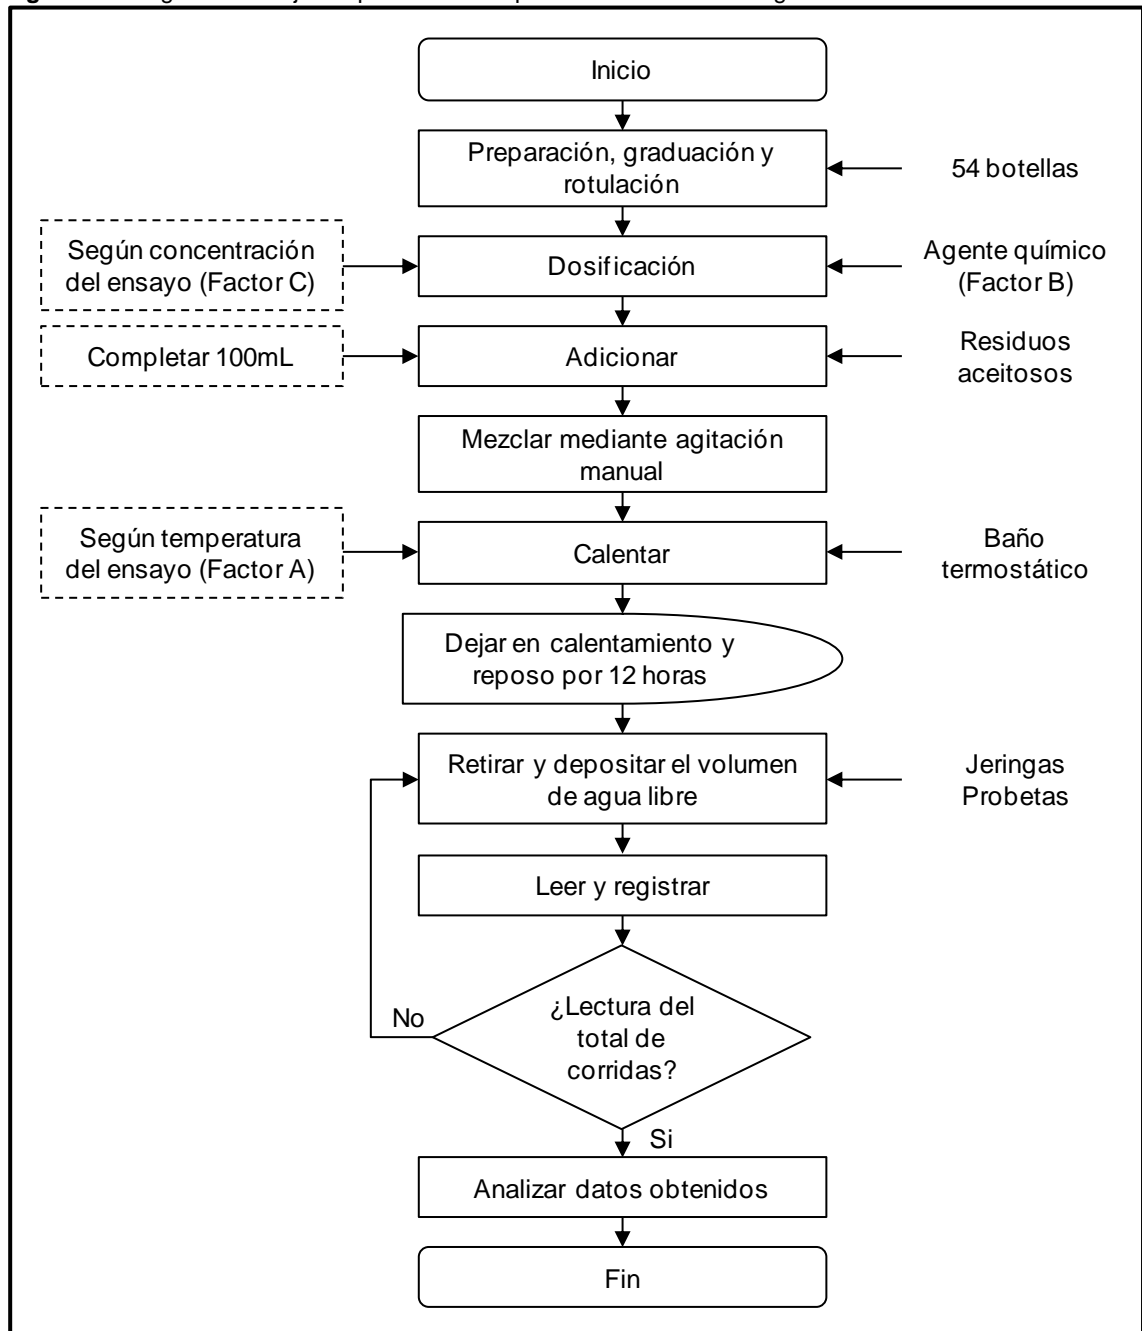 Inicio
Preparación, graduación y
rotulación
54 botellas
Según concentración
del ensayo (Factor C)
Dosificación
Agente químico
(Factor B)
Completar 100mL
Adicionar
Residuos
aceitosos
Mezclar mediante agitación
manual
Según temperatura
del ensayo (Factor A)
Calentar
Baño
termostático
Dejar en calentamiento y
reposo por 12 horas
Retirar y depositar el volumen
de agua libre
Jeringas
Probetas
Leer y registrar
¿Lectura del
total de
corridas?
No
Si
Analizar datos obtenidos
Fin